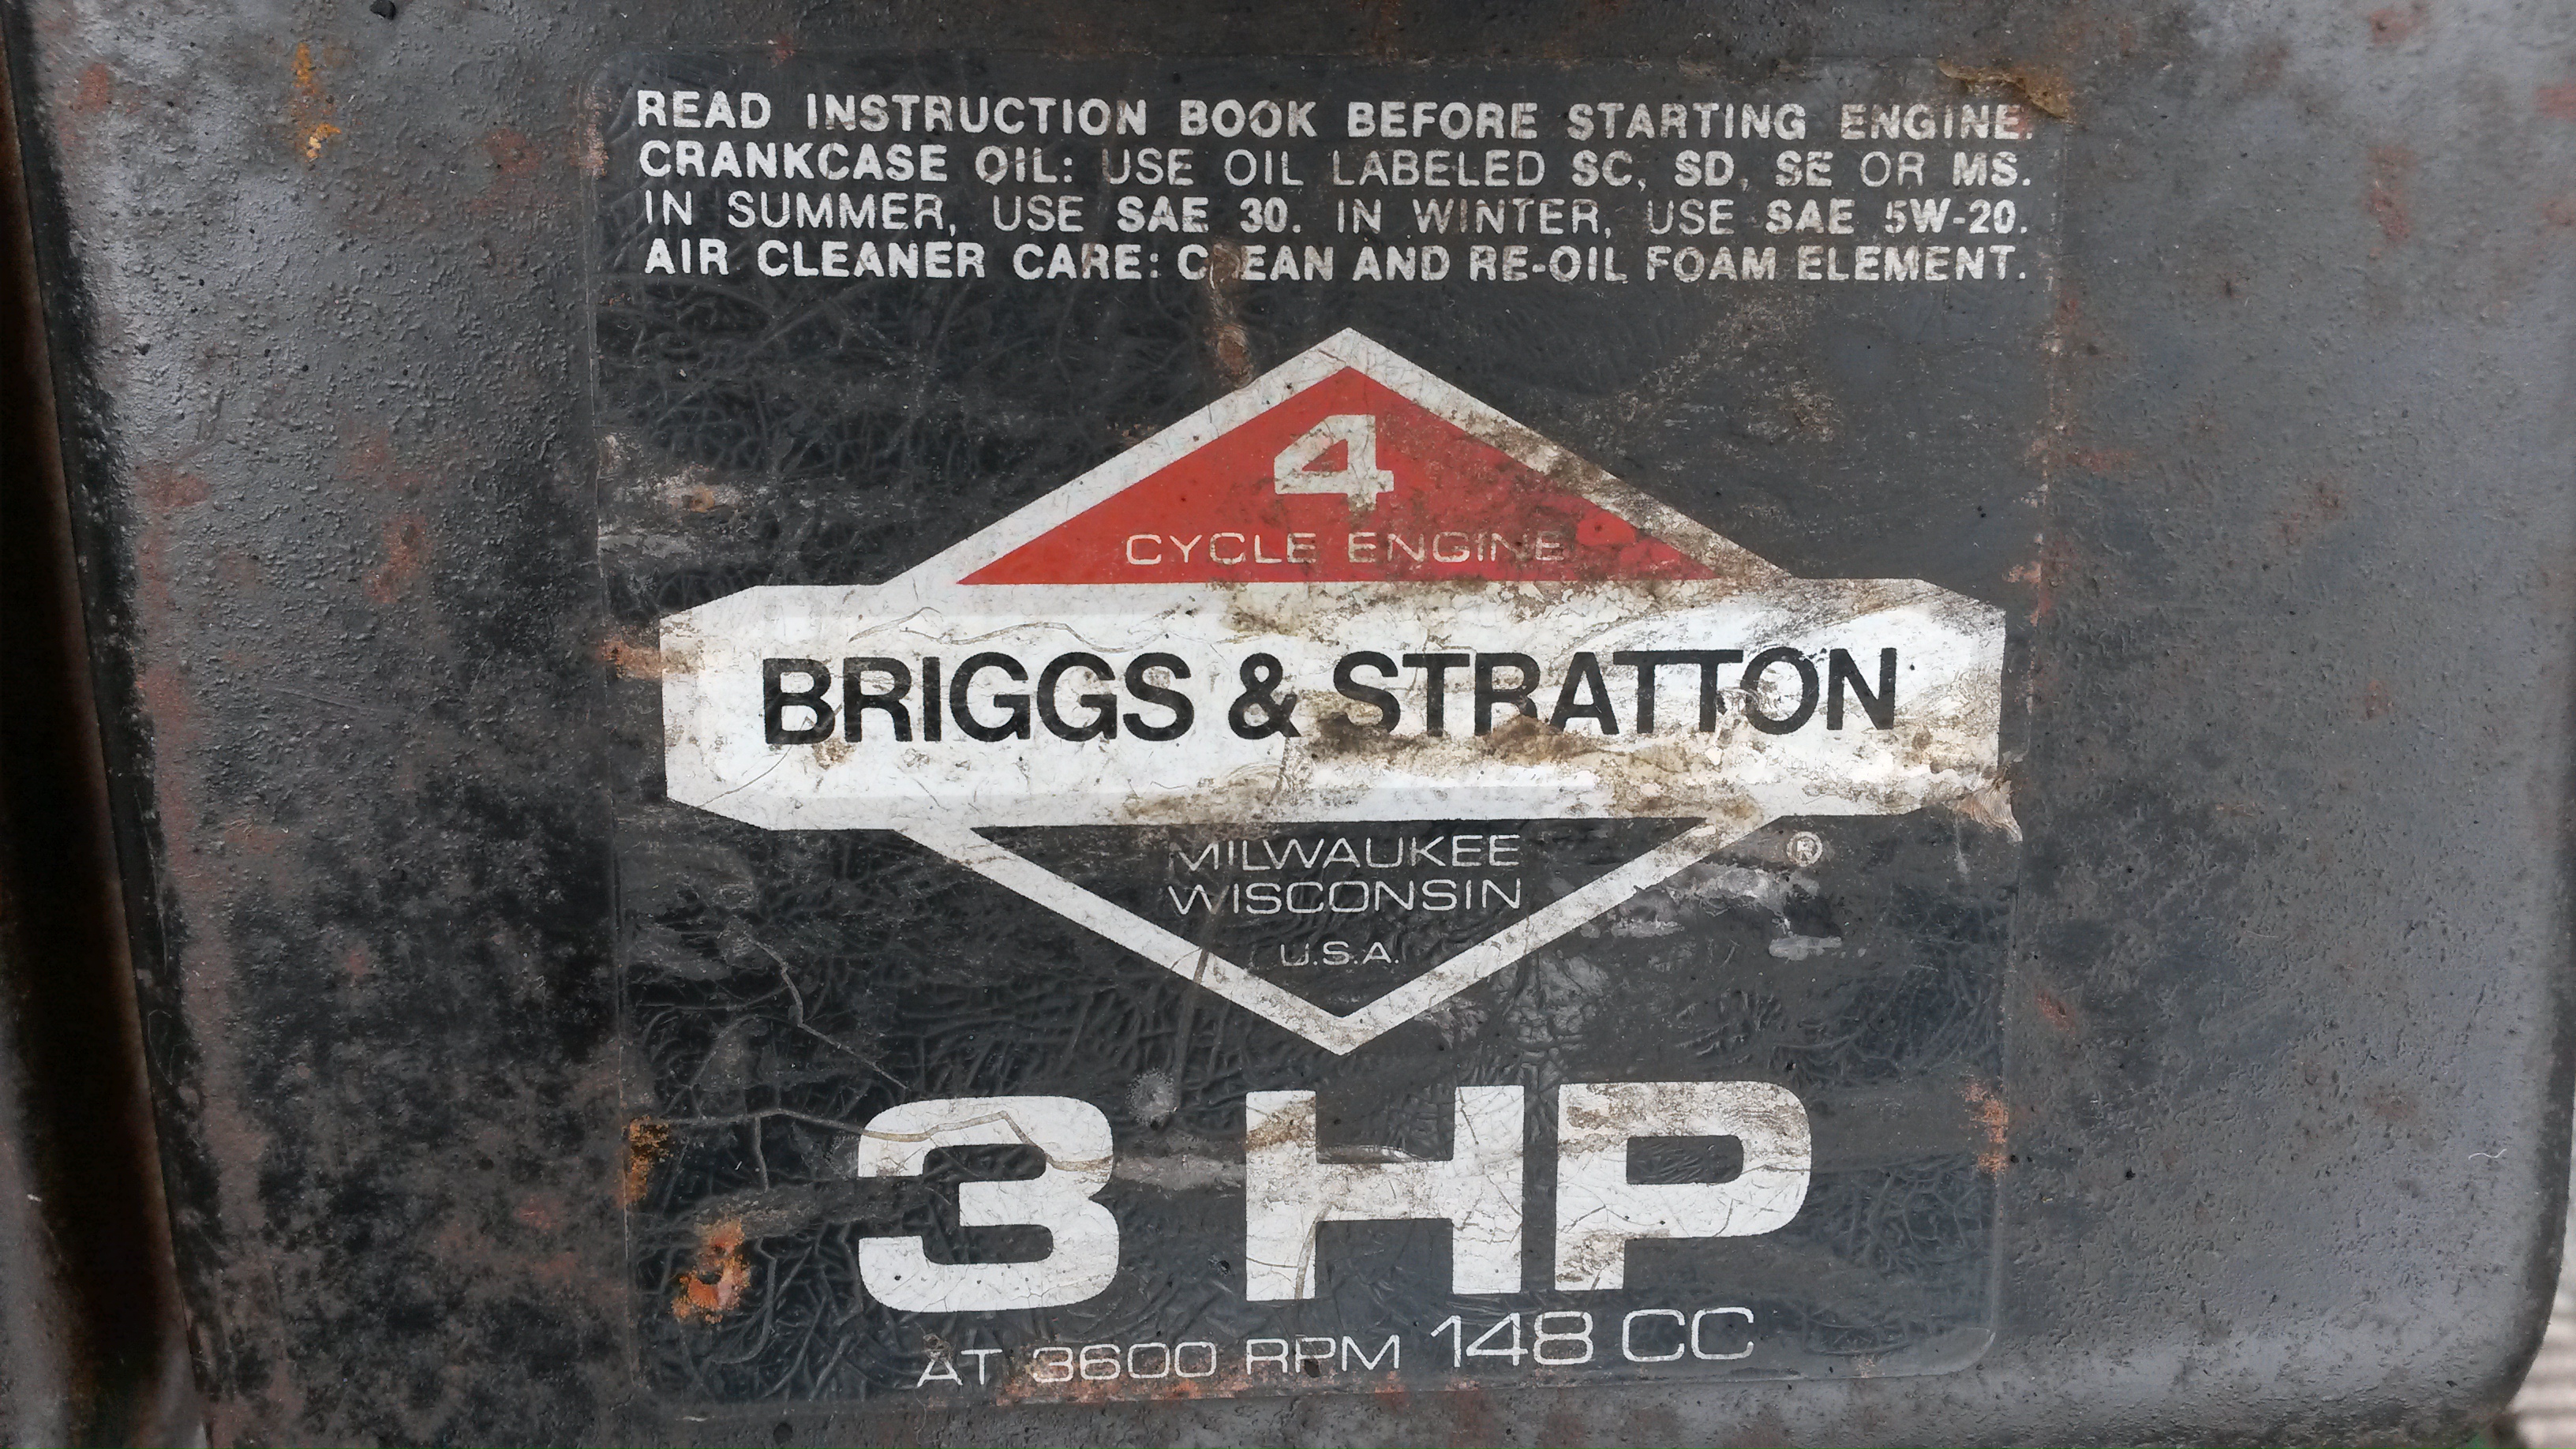 READ INSTRUCTION BOOK BEFORE STARTING ENGINE.
CRANKCASE OIL: USE OIL LABELED SC, SD, SE OR MS.
IN SUMMER, USE SAE 30. IN WINTER, USE SAE 5W-20.
AIR CLEANER CARE: CLEAN AND RE-OIL FOAM ELEMENT.
4
CYCLE ENGINE
BRIGGS & STRATTON
MILWAUKEE
WISCONSIN
U.S.A.
®
3 HP
AT 3600 RPM 148 CC